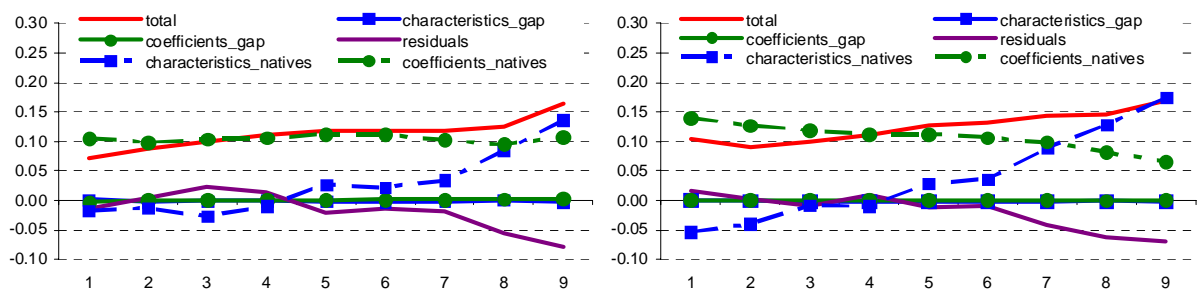 0.30
total
characteristics_gap
0.25
coefficients_gap
residuals
0.20
characteristics_natives
coefficients_natives
0.15
0.10
0.05
0.00
-0.05
-0.10
1 2 3 4 5 6 7 8 9
0.30
total
characteristics_gap
0.25
coefficients_gap
residuals
0.20
characteristics_natives
coefficients_natives
0.15
0.10
0.05
0.00
-0.05
-0.10
1 2 3 4 5 6 7 8 9